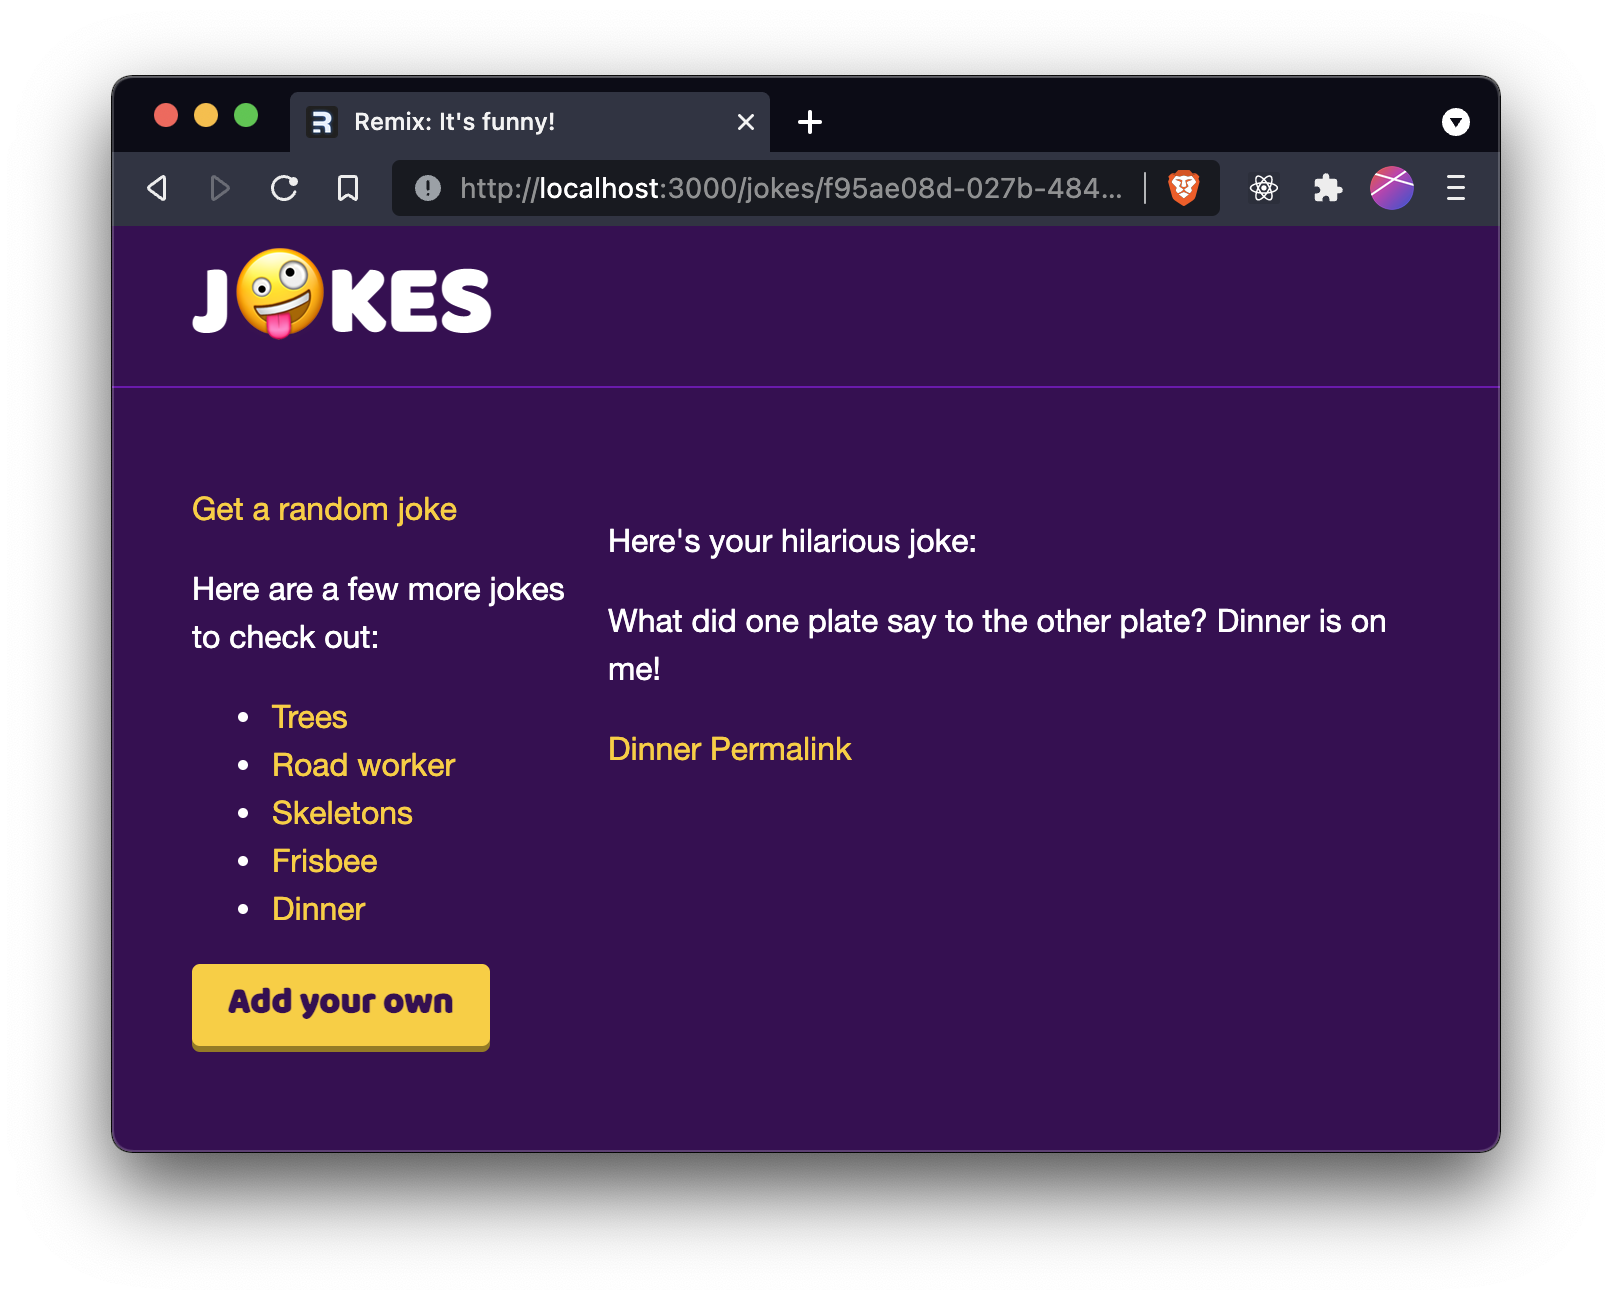 Remix: It's funny!
http://localhost:3000/jokes/f95ae08d-027b-484...
J🤪KES
Get a random joke
Here are a few more jokes
to check out:
Trees
Road worker
Skeletons
Frisbee
Dinner
Add your own
Here's your hilarious joke:
What did one plate say to the other plate? Dinner is on
me!
Dinner Permalink